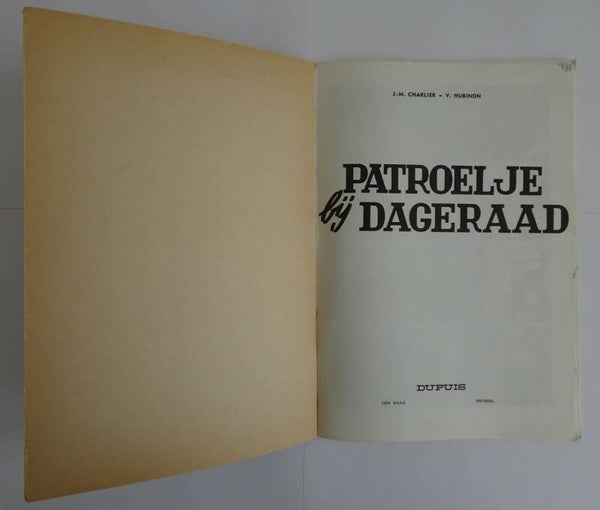 J.-M. CHARLIER – V. HUBINON
PATROELJE
bij DAGERAAD
DUPUIS
DEN HAAG BRUSSEL